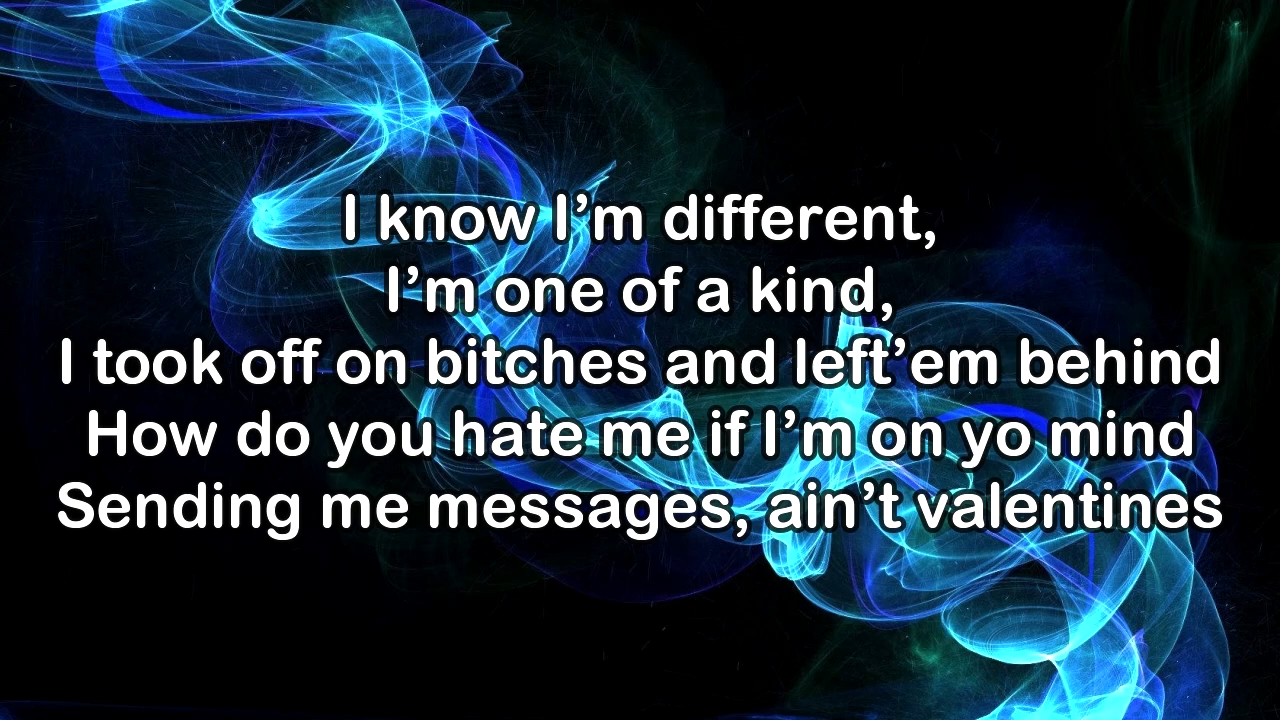 I know I’m different,
I’m one of a kind,
I took off on bitches and left’em behind
How do you hate me if I’m on yo mind
Sending me messages, ain’t valentines